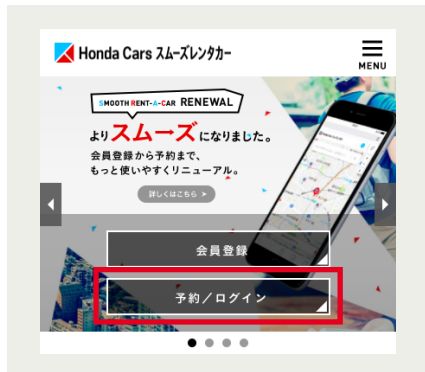 Honda Cars スムーズレンタカー
MENU
SMOOTH RENT-A-CAR RENEWAL
より スムーズ になりました。
会員登録から予約まで、
もっと使いやすくリニューアル。
詳しくはこちら >
会員登録
予約／ログイン